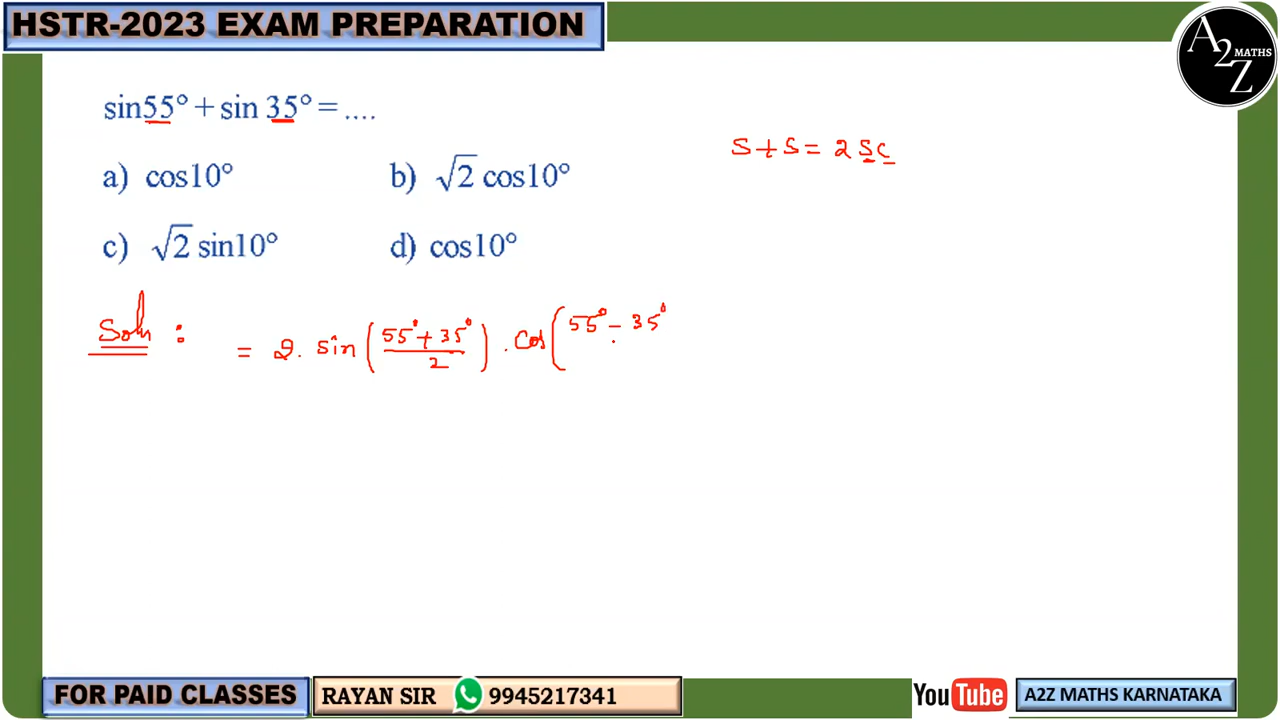 HSTR-2023 EXAM PREPARATION
A2Z MATHS
sin55° + sin 35° = ....
S + S = 2 S C
a) cos10°
b) √2 cos10°
c) √2 sin10°
d) cos10°
Soln :
= 2. sin (55° + 35° / 2) . cos (55° - 35°
FOR PAID CLASSES
RAYAN SIR 9945217341
YouTube
A2Z MATHS KARNATAKA